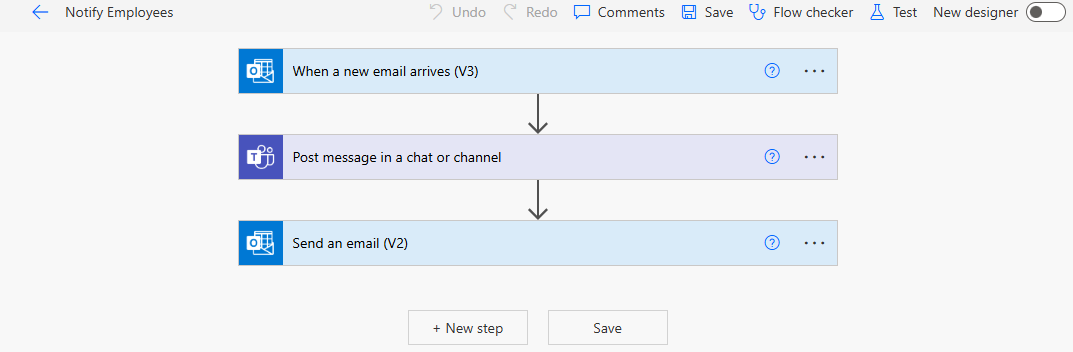 Notify Employees Undo Redo Comments Save Flow checker Test New designer
When a new email arrives (V3) ? ...
Post message in a chat or channel ? ...
Send an email (V2) ? ...
+ New step Save